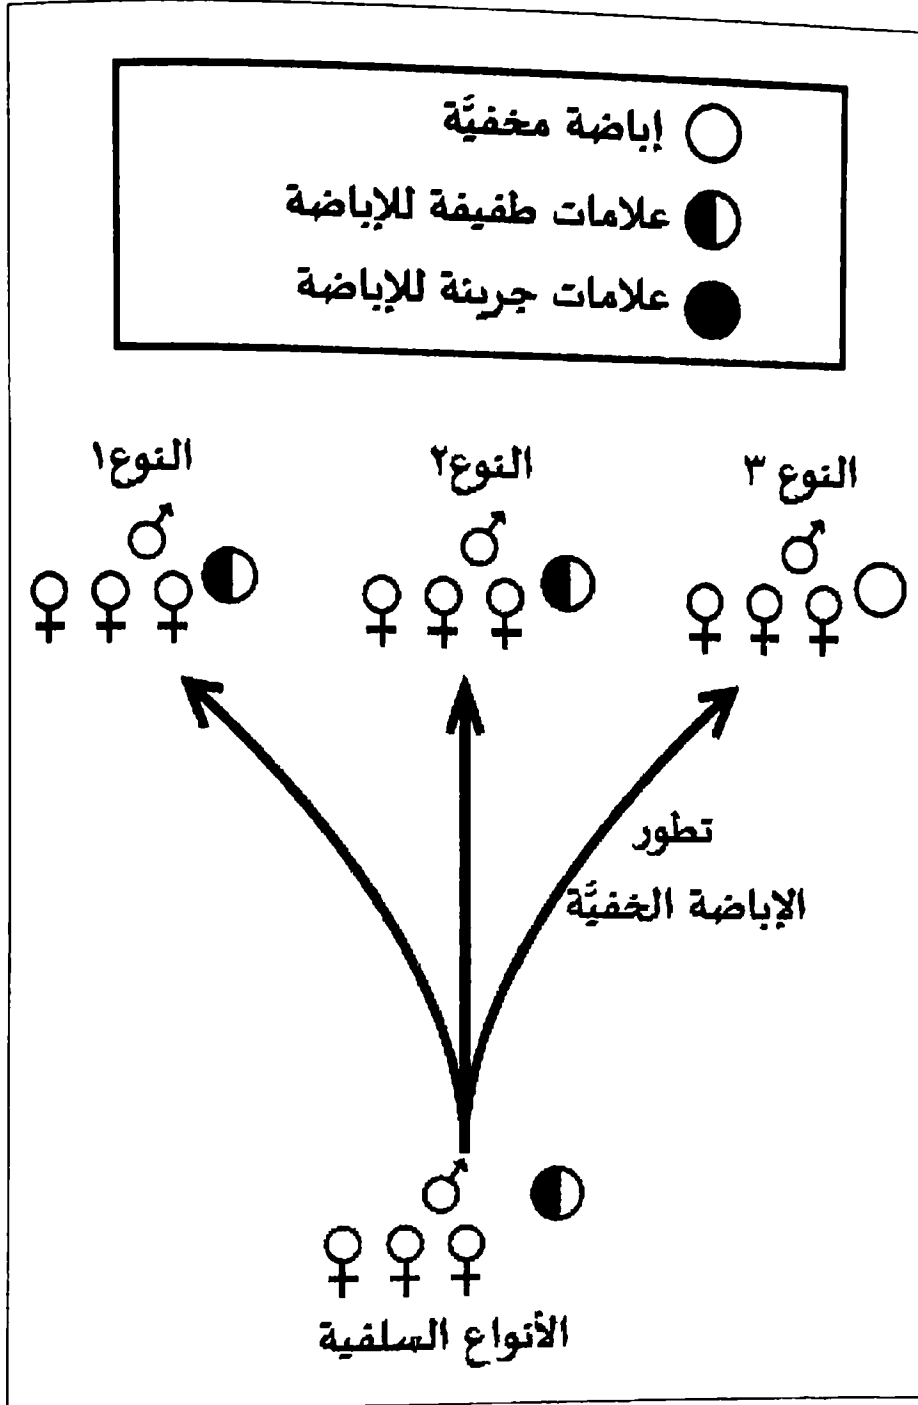 إباضة مخفيَّة
علامات طفيفة للإباضة
علامات جريئة للإباضة
النوع ٣
النوع٢
النوع١
تطور
الإباضة الخفيَّة
الأنواع السلفية